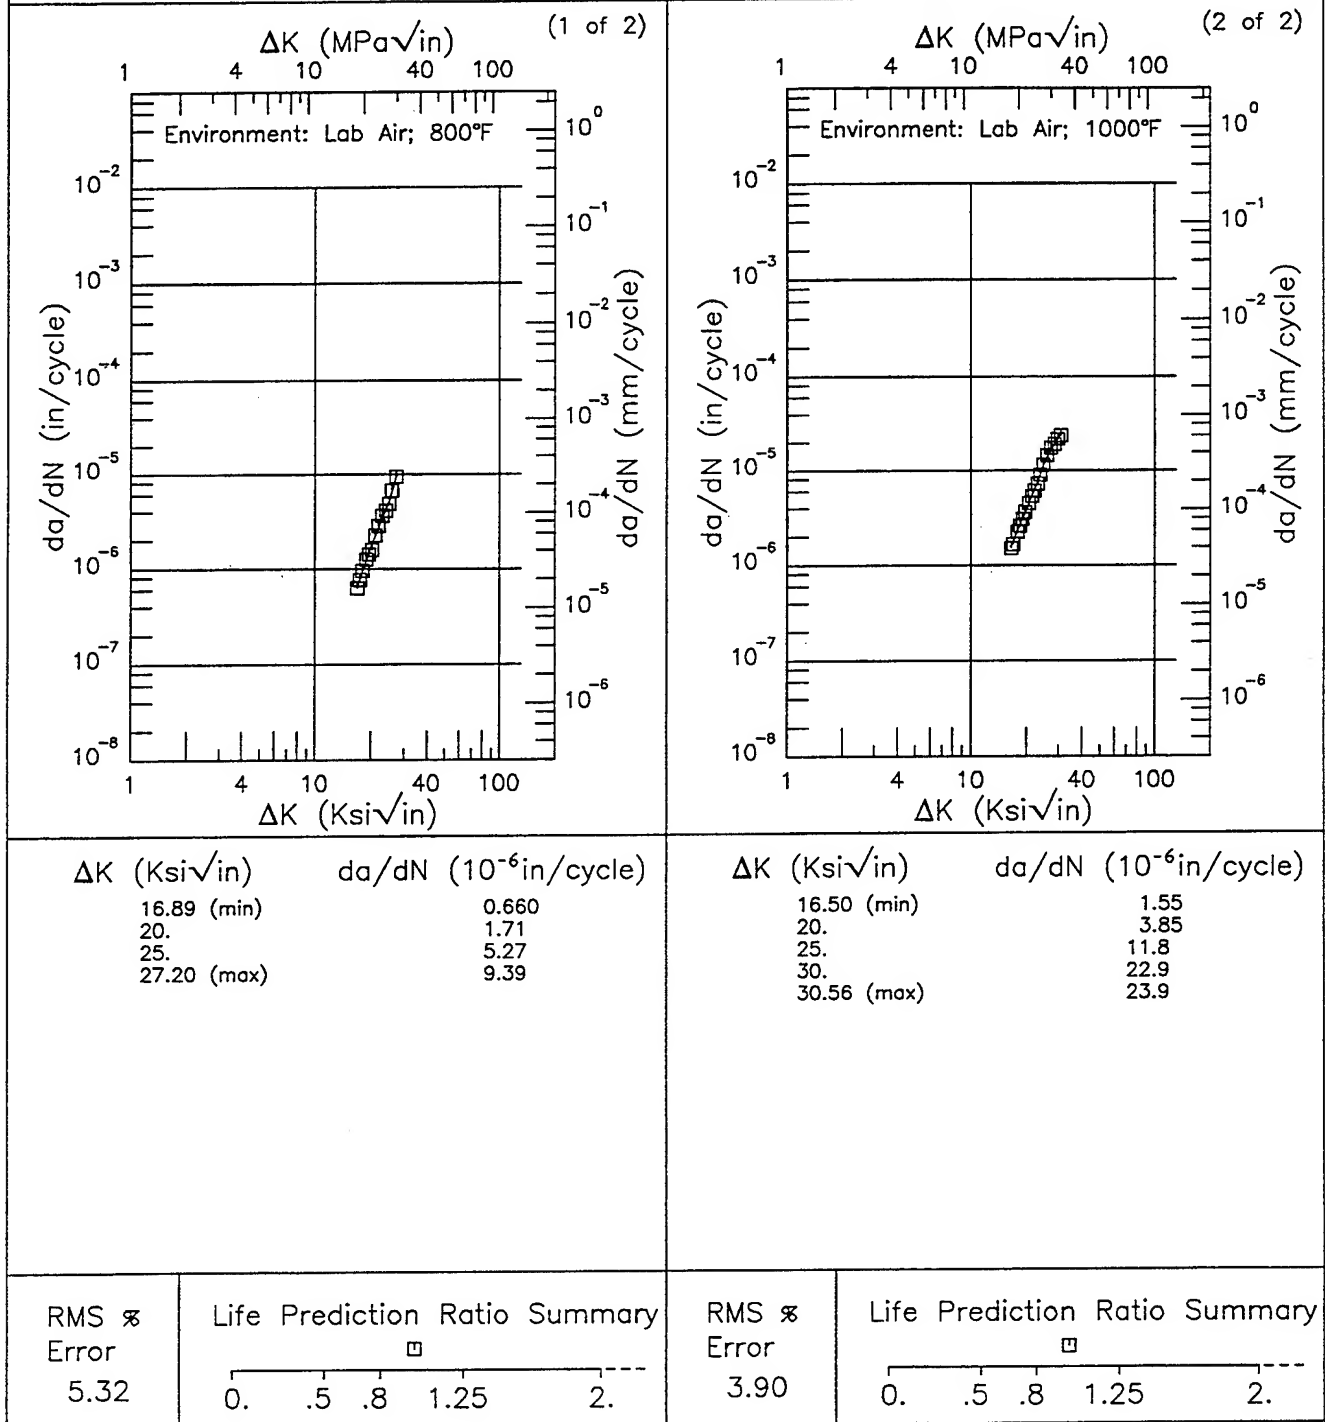 (1 of 2)
ΔK (MPa√in)
1 4 10 40 100
Environment: Lab Air; 800°F
10⁰
10⁻²
10⁻¹
10⁻³
10⁻²
10⁻⁴
10⁻³
10⁻⁵
10⁻⁴
10⁻⁶
10⁻⁵
10⁻⁷
10⁻⁶
10⁻⁸
da/dN (in/cycle)
da/dN (mm/cycle)
1 4 10 40 100
ΔK (Ksi√in)
ΔK (Ksi√in) da/dN (10⁻⁶in/cycle)
16.89 (min) 0.660
20. 1.71
25. 5.27
27.20 (max) 9.39
RMS %
Error
5.32
Life Prediction Ratio Summary
0. .5 .8 1.25 2.
(2 of 2)
ΔK (MPa√in)
1 4 10 40 100
Environment: Lab Air; 1000°F
10⁰
10⁻²
10⁻¹
10⁻³
10⁻²
10⁻⁴
10⁻³
10⁻⁵
10⁻⁴
10⁻⁶
10⁻⁵
10⁻⁷
10⁻⁶
10⁻⁸
da/dN (in/cycle)
da/dN (mm/cycle)
1 4 10 40 100
ΔK (Ksi√in)
ΔK (Ksi√in) da/dN (10⁻⁶in/cycle)
16.50 (min) 1.55
20. 3.85
25. 11.8
30. 22.9
30.56 (max) 23.9
RMS %
Error
3.90
Life Prediction Ratio Summary
0. .5 .8 1.25 2.